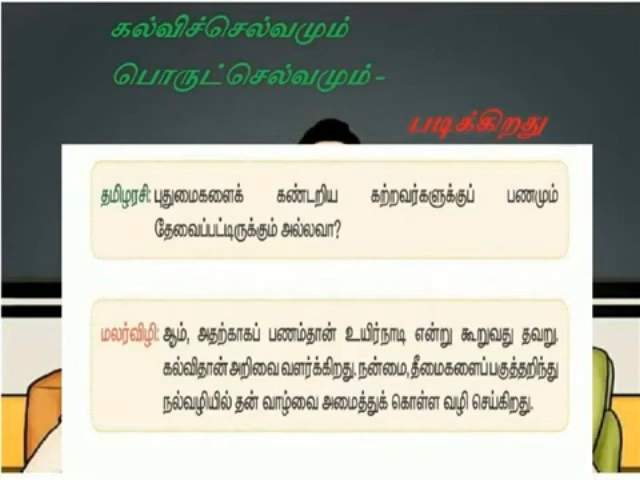 கல்விச்செல்வமும்
பொருட்செல்வமும்-
படிக்கிறது
தமிழரசி: புதுமைகளைக் கண்டறிய கற்றவர்களுக்குப் பணமும்
தேவைப்பட்டிருக்கும் அல்லவா?
மலர்விழி: ஆம், அதற்காகப் பணம்தான் உயிர்நாடி என்று கூறுவது தவறு.
கல்விதான் அறிவை வளர்க்கிறது. நன்மை, தீமைகளைப் பகுத்தறிந்து
நல்வழியில் தன் வாழ்வை அமைத்துக் கொள்ள வழி செய்கிறது.